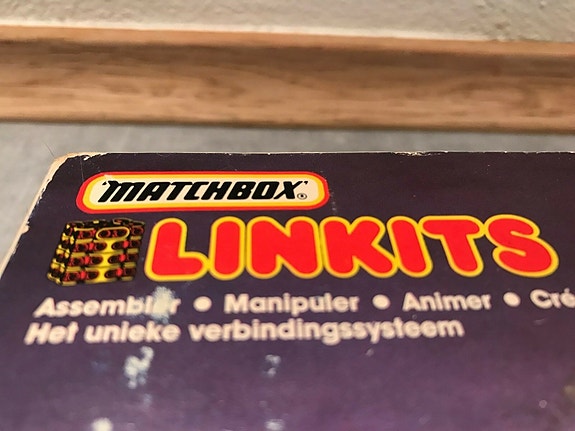 "MATCHBOX"®
LINKITS
Assembler • Manipuler • Animer • Cré
Het unieke verbindingssysteem